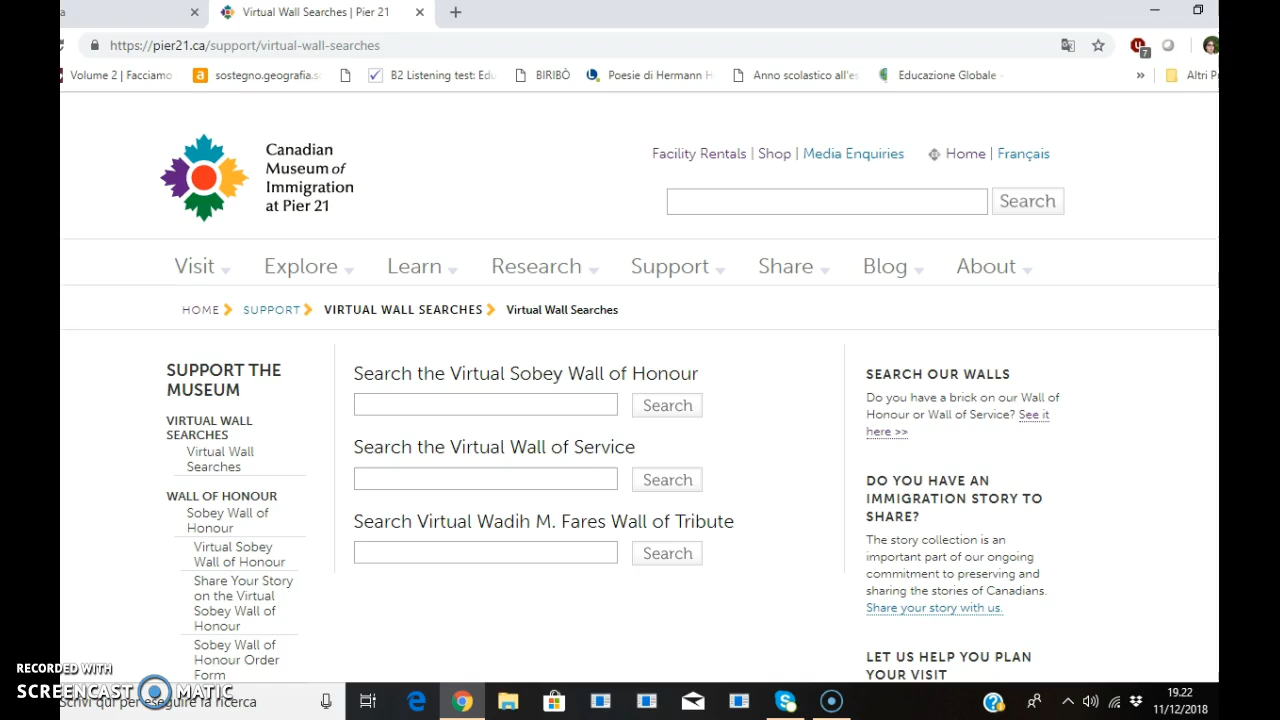 Virtual Wall Searches | Pier 21
https://pier21.ca/support/virtual-wall-searches
7
Volume 2 | Facciamo
sostegno.geografia.s
B2 Listening test: Edu
BIRIBÒ
Poesie di Hermann H
Anno scolastico all'es
Educazione Globale -
»
Altri P
Canadian
Museum of
Immigration
at Pier 21
Facility Rentals | Shop | Media Enquiries
Home | Français
Search
Visit
Explore
Learn
Research
Support
Share
Blog
About
HOME
SUPPORT
VIRTUAL WALL SEARCHES
Virtual Wall Searches
SUPPORT THE
MUSEUM
VIRTUAL WALL
SEARCHES
Virtual Wall
Searches
WALL OF HONOUR
Sobey Wall of
Honour
Virtual Sobey
Wall of Honour
Share Your Story
on the Virtual
Sobey Wall of
Honour
Sobey Wall of
Honour Order
Form
Search the Virtual Sobey Wall of Honour
Search
Search the Virtual Wall of Service
Search
Search Virtual Wadih M. Fares Wall of Tribute
Search
SEARCH OUR WALLS
Do you have a brick on our Wall of
Honour or Wall of Service? See it
here >>
DO YOU HAVE AN
IMMIGRATION STORY TO
SHARE?
The story collection is an
important part of our ongoing
commitment to preserving and
sharing the stories of Canadians.
Share your story with us.
LET US HELP YOU PLAN
YOUR VISIT
RECORDED WITH
SCREENCAST MATIC
Scrivi qui per eseguire la ricerca
19.22
11/12/2018